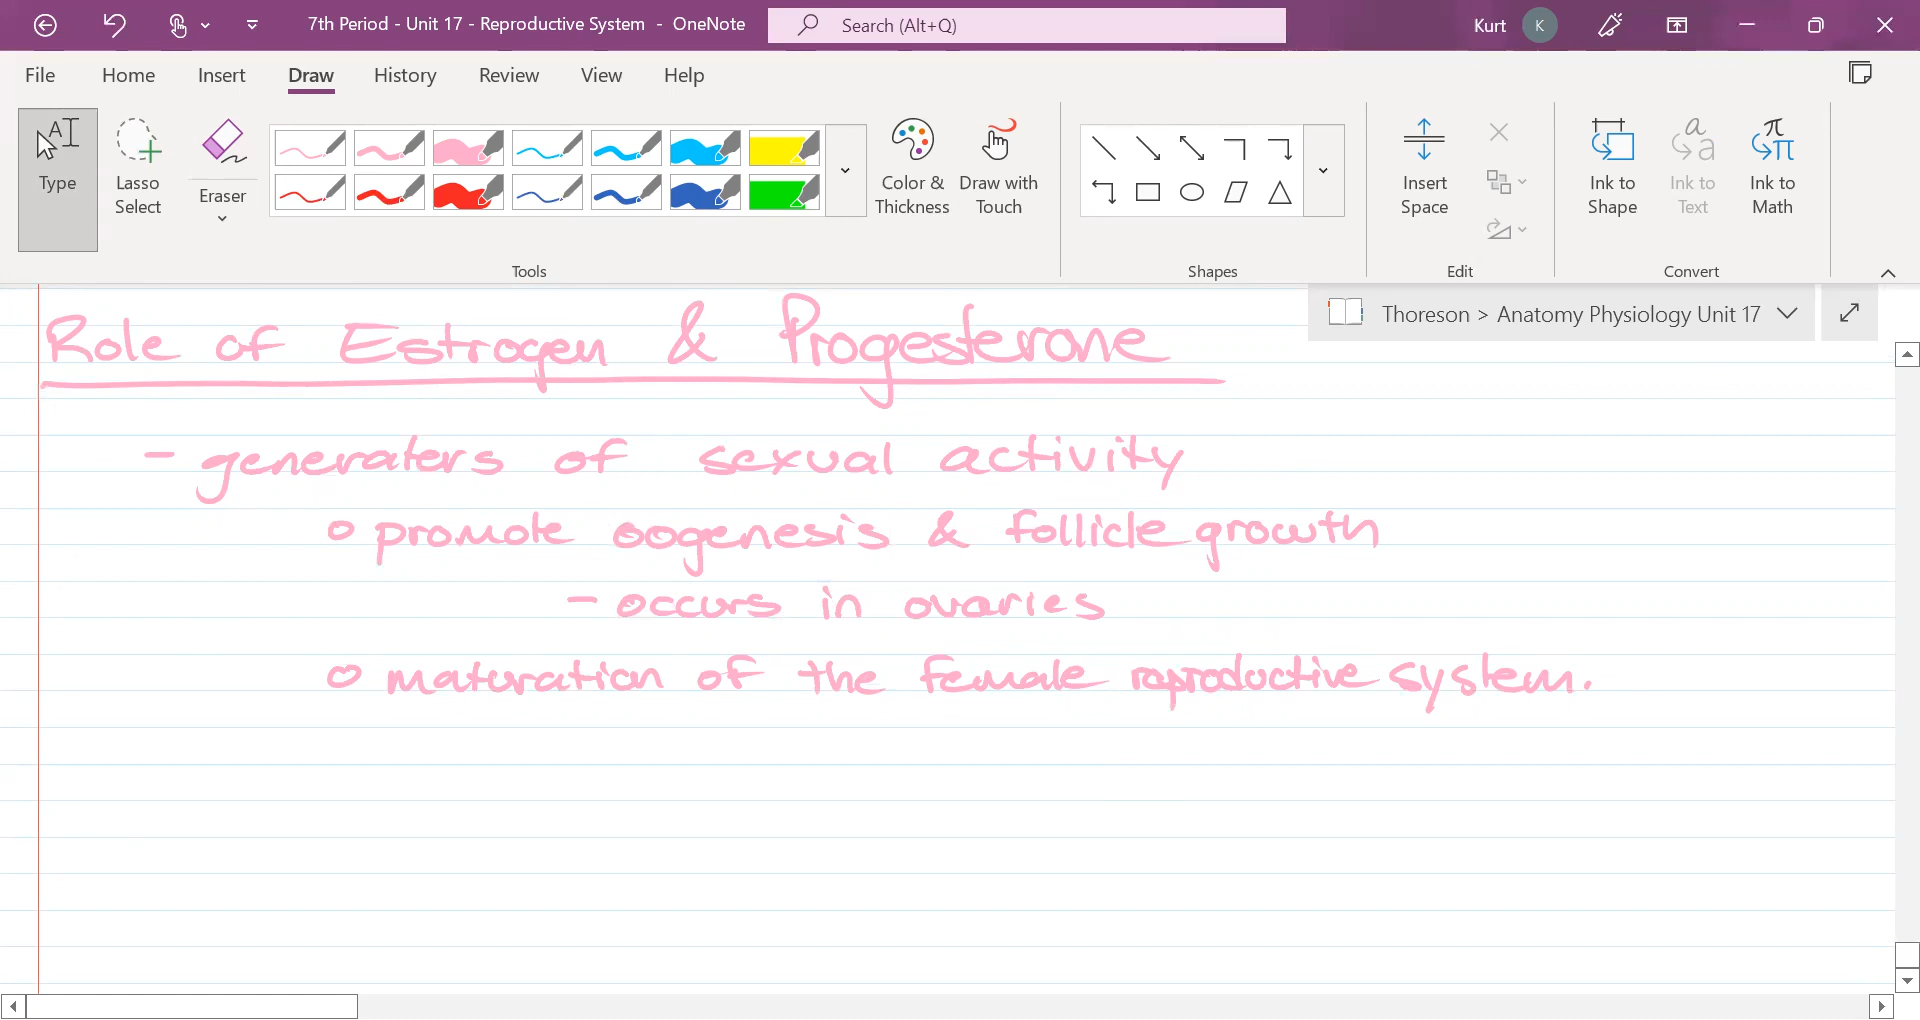 7th Period - Unit 17 - Reproductive System - OneNote
Search (Alt+Q)
Kurt
K
File Home Insert Draw History Review View Help
Type
Lasso Select
Eraser
Color & Thickness
Draw with Touch
Tools
Shapes
Insert Space
Edit
Ink to Shape
Ink to Text
Ink to Math
Convert
Thoreson > Anatomy Physiology Unit 17
Role of Estrogen & Progesterone
- generaters of sexual activity
o promote oogenesis & follicle growth
- occurs in ovaries
o maturation of the female reproductive system.